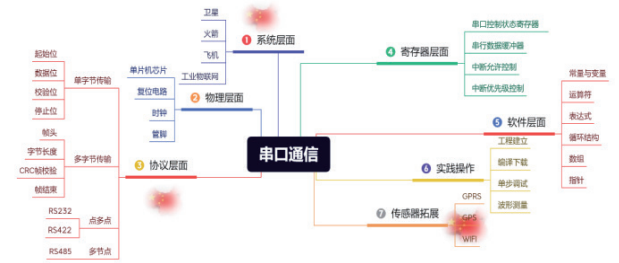 串口通信
1 系统层面
卫星
火箭
飞机
工业物联网
2 物理层面
单片机芯片
复位电路
时钟
管脚
3 协议层面
单字节传输
起始位
数据位
校验位
停止位
多字节传输
帧头
字节长度
CRC帧校验
帧结束
点多点
RS232
RS422
多节点
RS485
4 寄存器层面
串口控制状态寄存器
串行数据缓冲器
中断允许控制
中断优先级控制
5 软件层面
常量与变量
运算符
表达式
循环结构
数组
指针
6 实践操作
工程建立
编译下载
单步调试
波形测量
7 传感器拓展
GPRS
GPS
WIFI